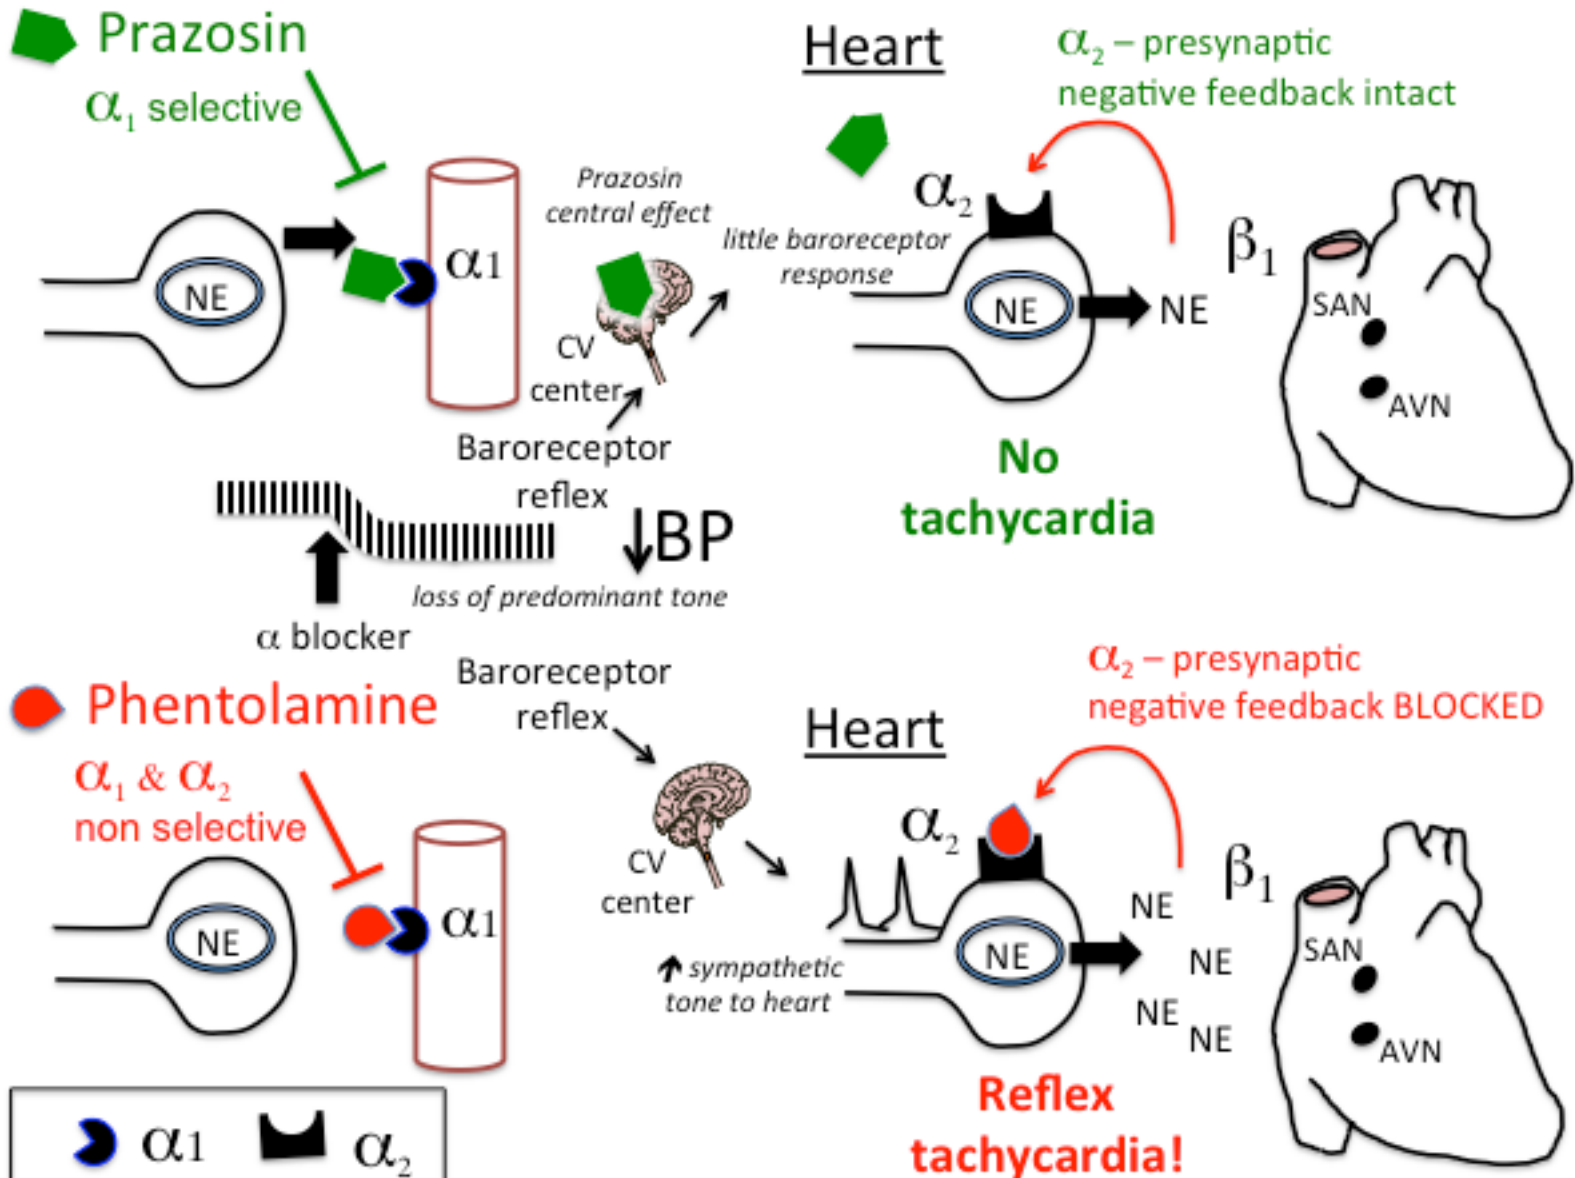 Prazosin
α1 selective
NE
α1
Prazosin
central effect
CV
center
Baroreceptor
reflex
little baroreceptor
response
Heart
α2 – presynaptic
negative feedback intact
α2
NE
NE
β1
SAN
AVN
No
tachycardia
↓BP
loss of predominant tone
α blocker
Phentolamine
α1 & α2
non selective
NE
α1
Baroreceptor
reflex
CV
center
↑ sympathetic
tone to heart
Heart
α2 – presynaptic
negative feedback BLOCKED
α2
NE
NE
NE
NE
NE
β1
SAN
AVN
Reflex
tachycardia!
α1
α2